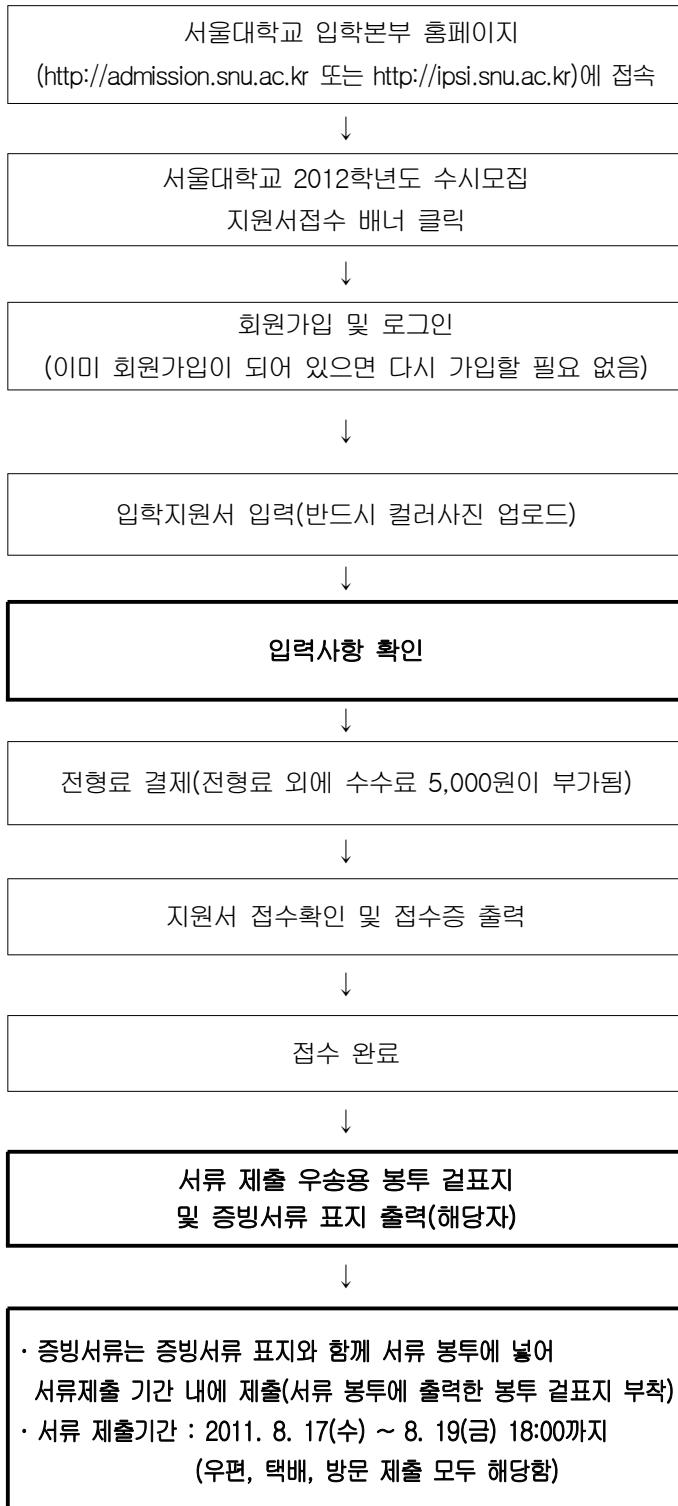 서울대학교 입학본부 홈페이지
(http://admission.snu.ac.kr 또는 http://ipsi.snu.ac.kr)에 접속
↓
서울대학교 2012학년도 수시모집
지원서접수 배너 클릭
↓
회원가입 및 로그인
(이미 회원가입이 되어 있으면 다시 가입할 필요 없음)
↓
입학지원서 입력(반드시 컬러사진 업로드)
↓
입력사항 확인
↓
전형료 결제(전형료 외에 수수료 5,000원이 부가됨)
↓
지원서 접수확인 및 접수증 출력
↓
접수 완료
↓
서류 제출 우송용 봉투 겉표지
및 증빙서류 표지 출력(해당자)
↓
· 증빙서류는 증빙서류 표지와 함께 서류 봉투에 넣어
서류제출 기간 내에 제출(서류 봉투에 출력한 봉투 겉표지 부착)
· 서류 제출기간 : 2011. 8. 17(수) ~ 8. 19(금) 18:00까지
(우편, 택배, 방문 제출 모두 해당함)